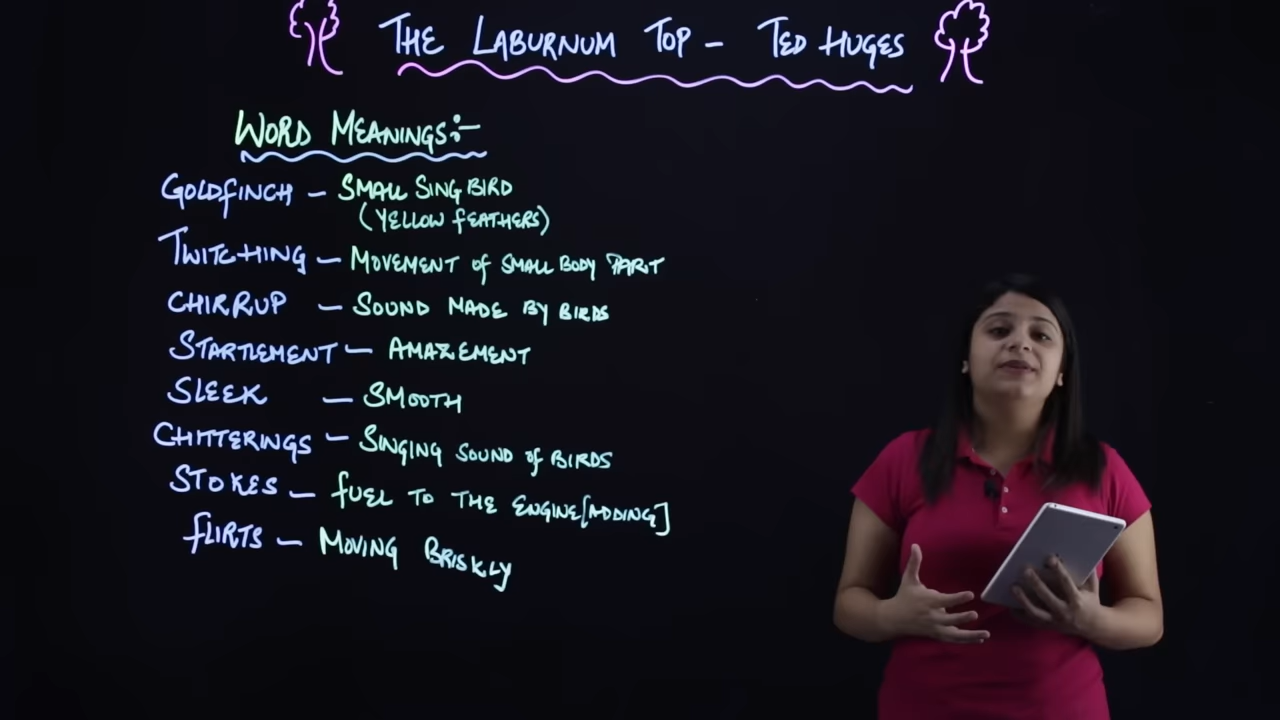 THE LABURNUM TOP - TED HUGES
WORD MEANINGS:-
GOLDFINCH - SMALL SING BIRD
(YELLOW FEATHERS)
TWITCHING - MOVEMENT OF SMALL BODY PART
CHIRRUP - SOUND MADE BY BIRDS
STARTLEMENT - AMAZEMENT
SLEEK - SMOOTH
CHITTERINGS - SINGING SOUND OF BIRDS
STOKES - FUEL TO THE ENGINE [ADDING]
FLIRTS - MOVING BRISKLY